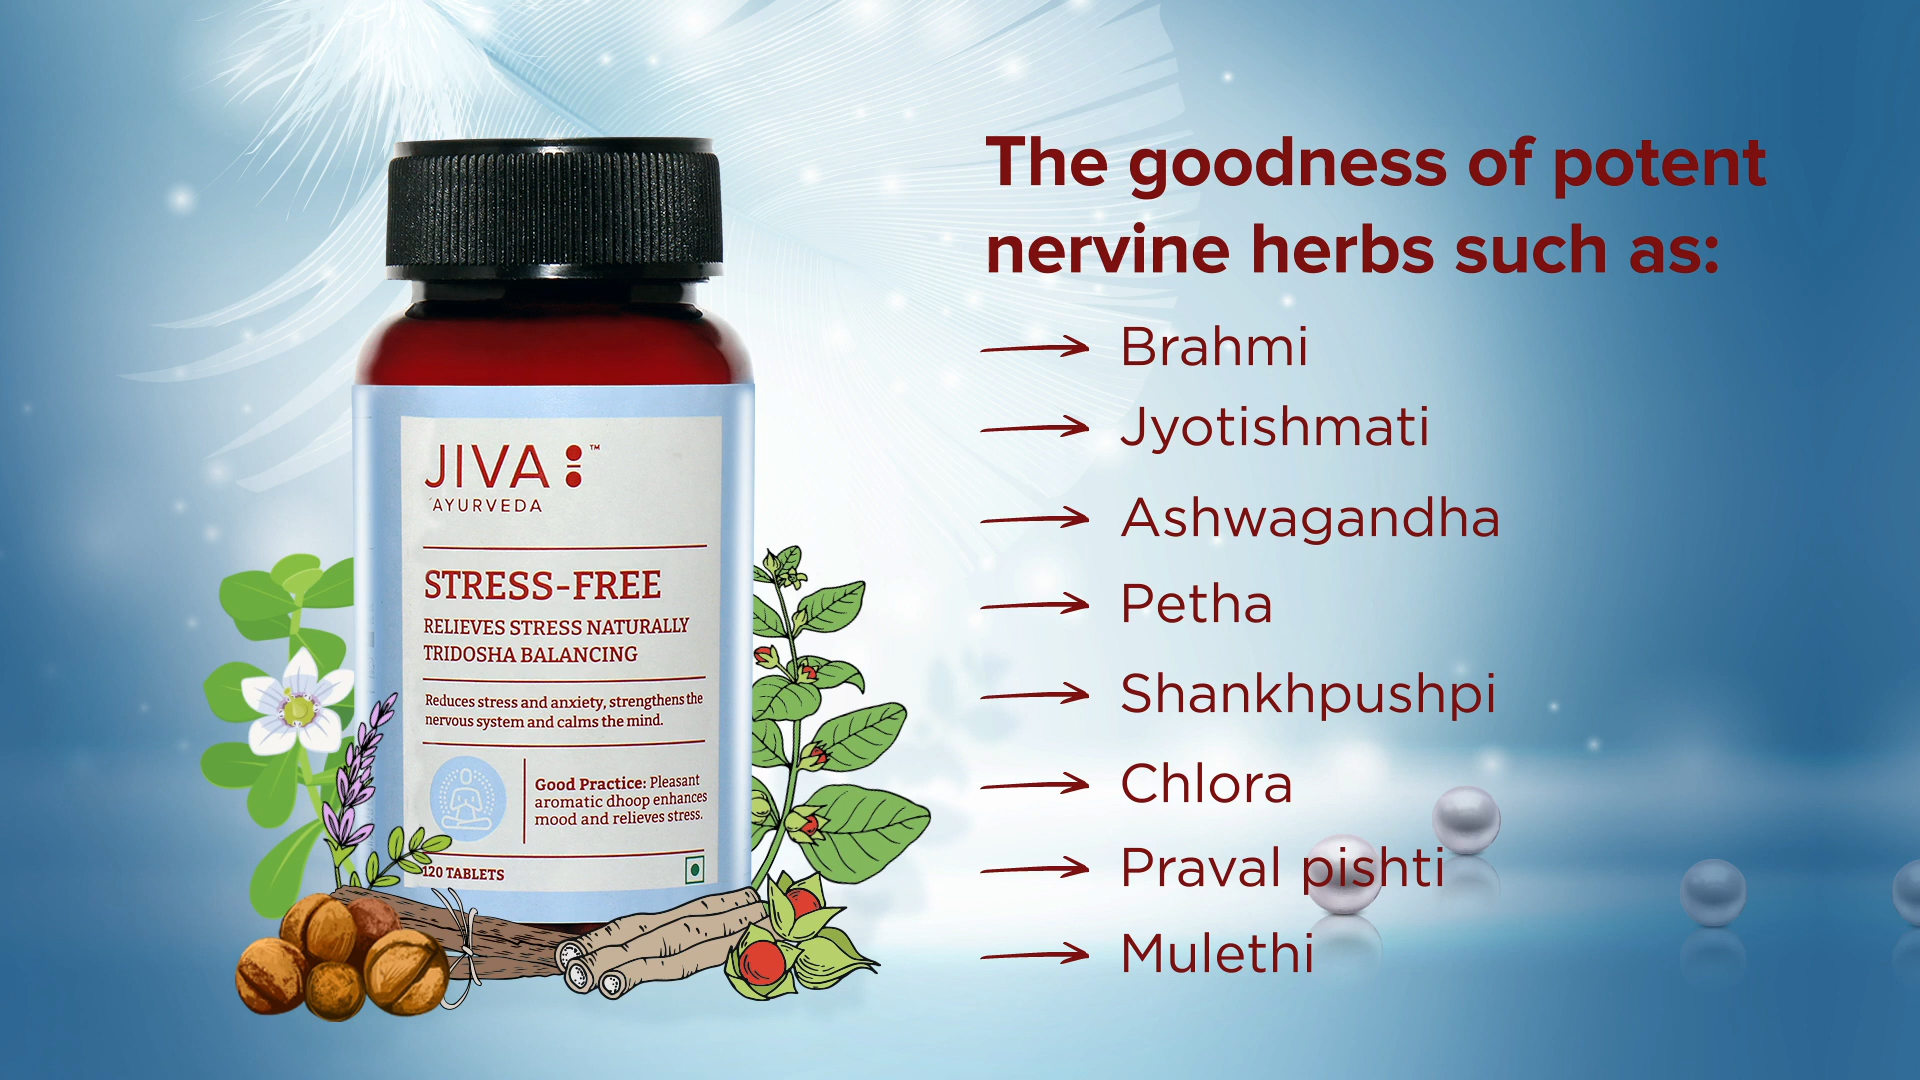 The goodness of potent
nervine herbs such as:
Brahmi
Jyotishmati
Ashwagandha
Petha
Shankhpushpi
Chlora
Praval pishti
Mulethi
JIVA ™
AYURVEDA
STRESS-FREE
RELIEVES STRESS NATURALLY
TRIDOSHA BALANCING
Reduces stress and anxiety, strengthens the
nervous system and calms the mind.
Good Practice: Pleasant
aromatic dhoop enhances
mood and relieves stress.
120 TABLETS